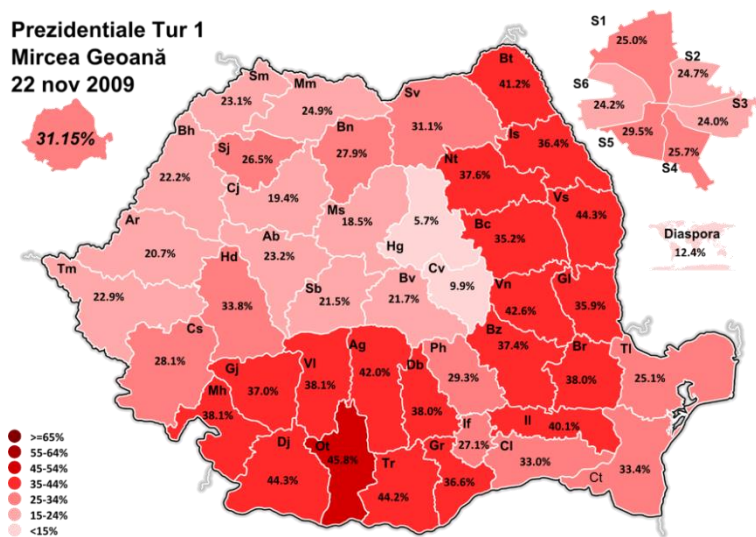 Prezidentiale Tur 1
Mircea Geoană
22 nov 2009
31.15%
S1
25.0%
S2
24.7%
S6
24.2%
S3
24.0%
S5
29.5%
25.7%
S4
Diaspora
12.4%
Bt
41.2%
Sm
23.1%
Mm
24.9%
Sv
31.1%
Bh
22.2%
Sj
26.5%
Bn
27.9%
Is
36.4%
Nt
37.6%
Cj
19.4%
Ms
18.5%
5.7%
Hg
Vs
44.3%
Bc
35.2%
Ar
20.7%
Ab
23.2%
Hd
33.8%
Tm
22.9%
Sb
21.5%
Bv
21.7%
Cv
9.9%
Vn
42.6%
Gl
35.9%
Cs
28.1%
Bz
37.4%
Gj
37.0%
Vl
38.1%
Ag
42.0%
Ph
29.3%
Db
38.0%
Br
38.0%
Tl
25.1%
Mh
38.1%
Il
40.1%
If
27.1%
Dj
44.3%
Ot
45.8%
Tr
44.2%
Gr
36.6%
Cl
33.0%
Ct
33.4%
>=65%
55-64%
45-54%
35-44%
25-34%
15-24%
<15%